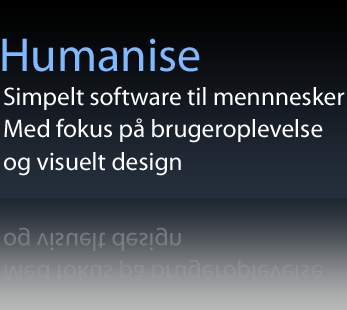 Humanise
Simpelt software til mennnesker
Med fokus på brugeroplevelse
og visuelt design